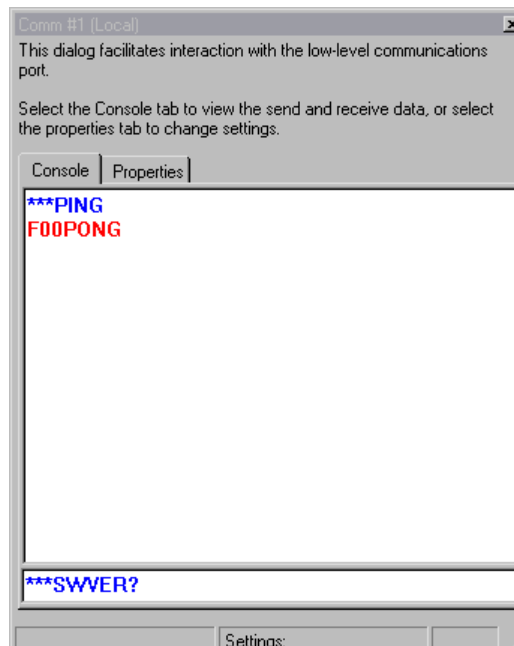 Comm #1 (Local)
This dialog facilitates interaction with the low-level communications
port.
Select the Console tab to view the send and receive data, or select
the properties tab to change settings.
Console Properties
***PING
F00PONG
***SWVER?
Settings: